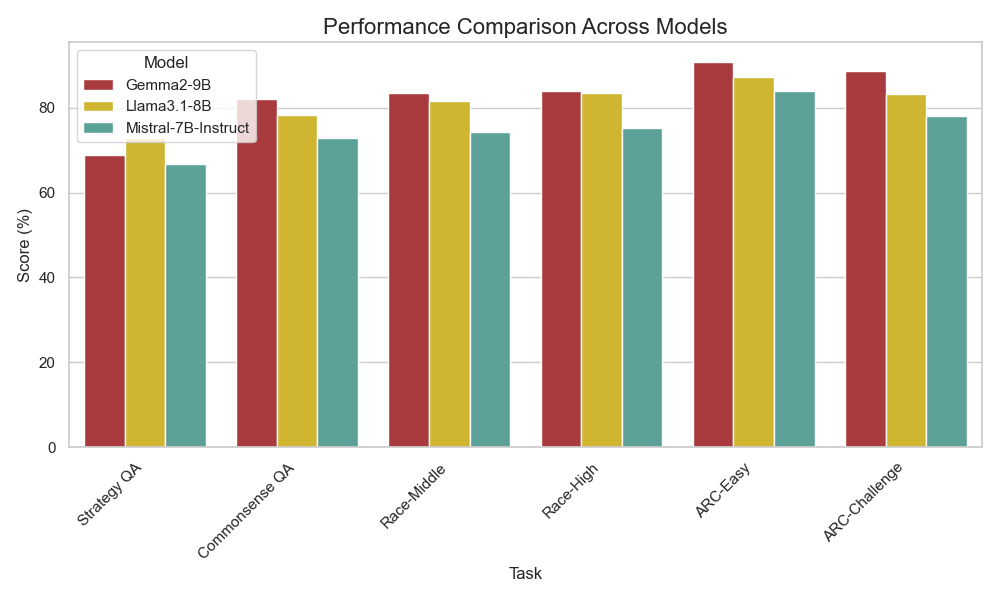 Performance Comparison Across Models
Model
Gemma2-9B
Llama3.1-8B
Mistral-7B-Instruct
Score (%)
80
60
40
20
0
Strategy QA
Commonsense QA
Race-Middle
Race-High
ARC-Easy
ARC-Challenge
Task